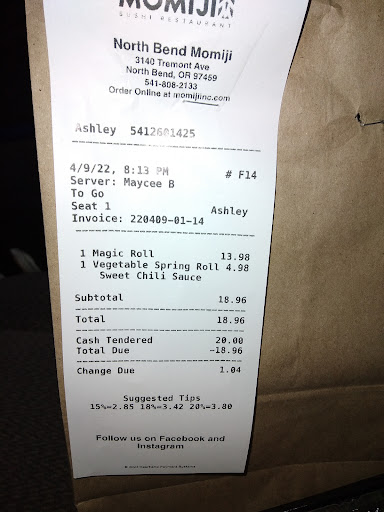 MOMIJI
SUSHI RESTAURANT
North Bend Momiji
3140 Tremont Ave
North Bend, OR 97459
541-808-2133
Order Online at momijiinc.com
Ashley 5412601425
4/9/22, 8:13 PM # F14
Server: Maycee B
To Go
Seat 1 Ashley
Invoice: 220409-01-14
1 Magic Roll 13.98
1 Vegetable Spring Roll 4.98
Sweet Chili Sauce
Subtotal 18.96
Total 18.96
Cash Tendered 20.00
Total Due -18.96
Change Due 1.04
Suggested Tips
15%=2.85 18%=3.42 20%=3.80
Follow us on Facebook and
Instagram